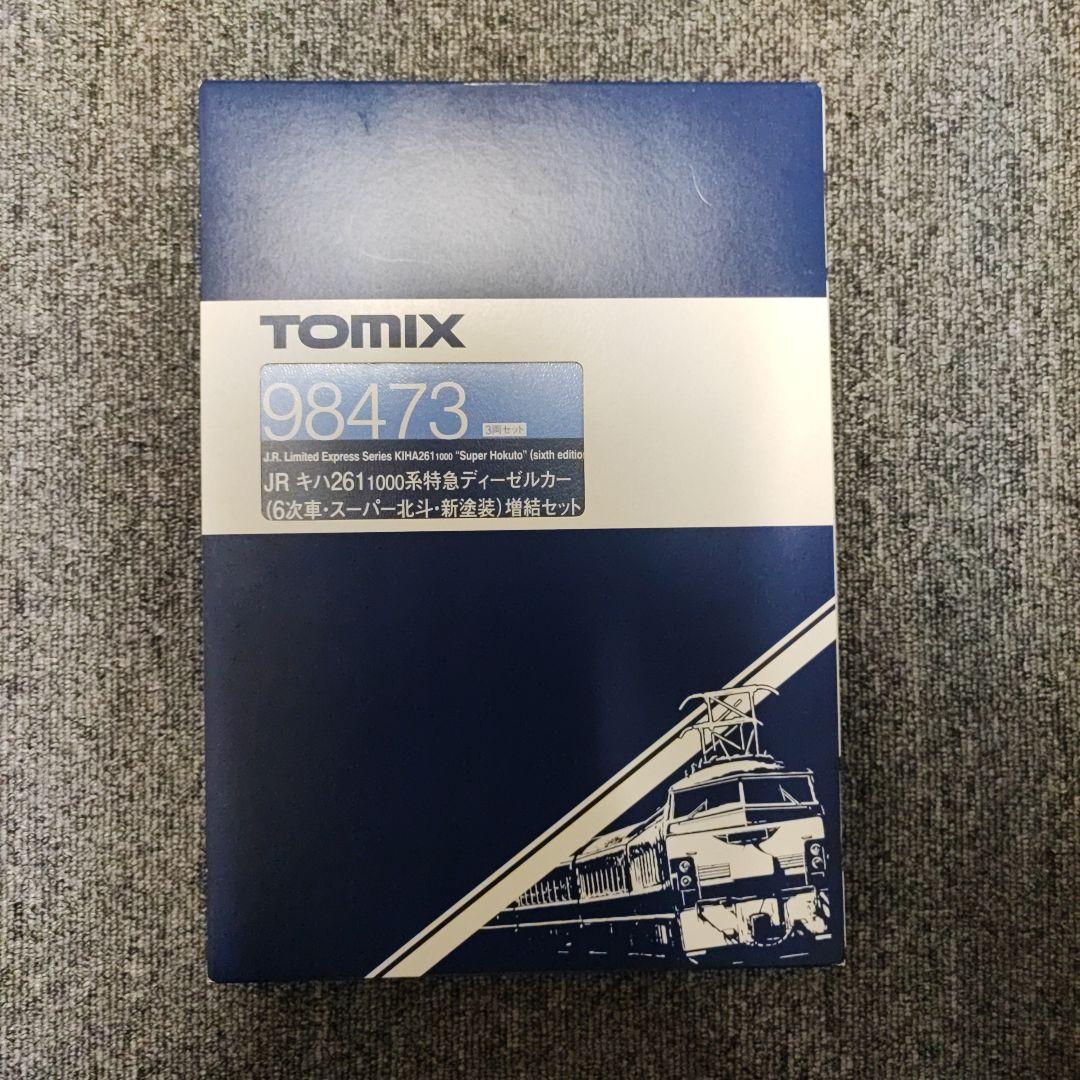 TOMIX
98473 3両セット
J.R. Limited Express Series KIHA261 1000 "Super Hokuto" (sixth editio
JR キハ261 1000系特急ディーゼルカー
(6次車・スーパー北斗・新塗装)増結セット